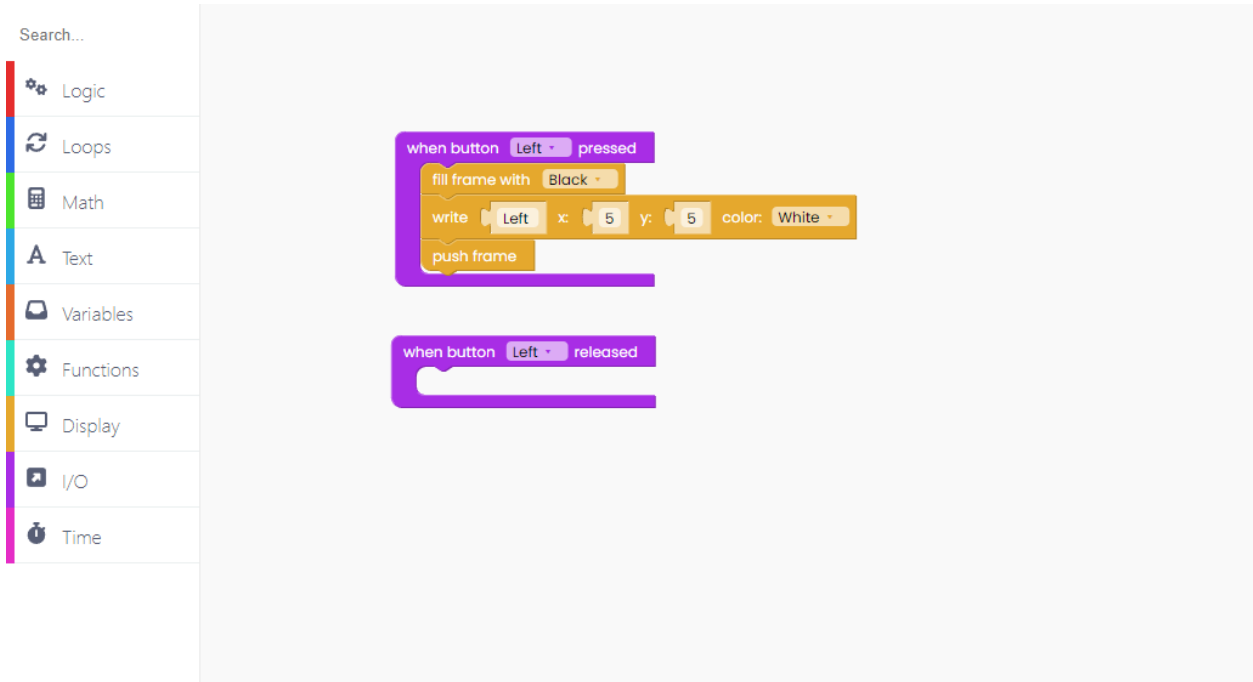 Search...
Logic
Loops
Math
Text
Variables
Functions
Display
I/O
Time
when button Left pressed
fill frame with Black
write Left x: 5 y: 5 color: White
push frame
when button Left released